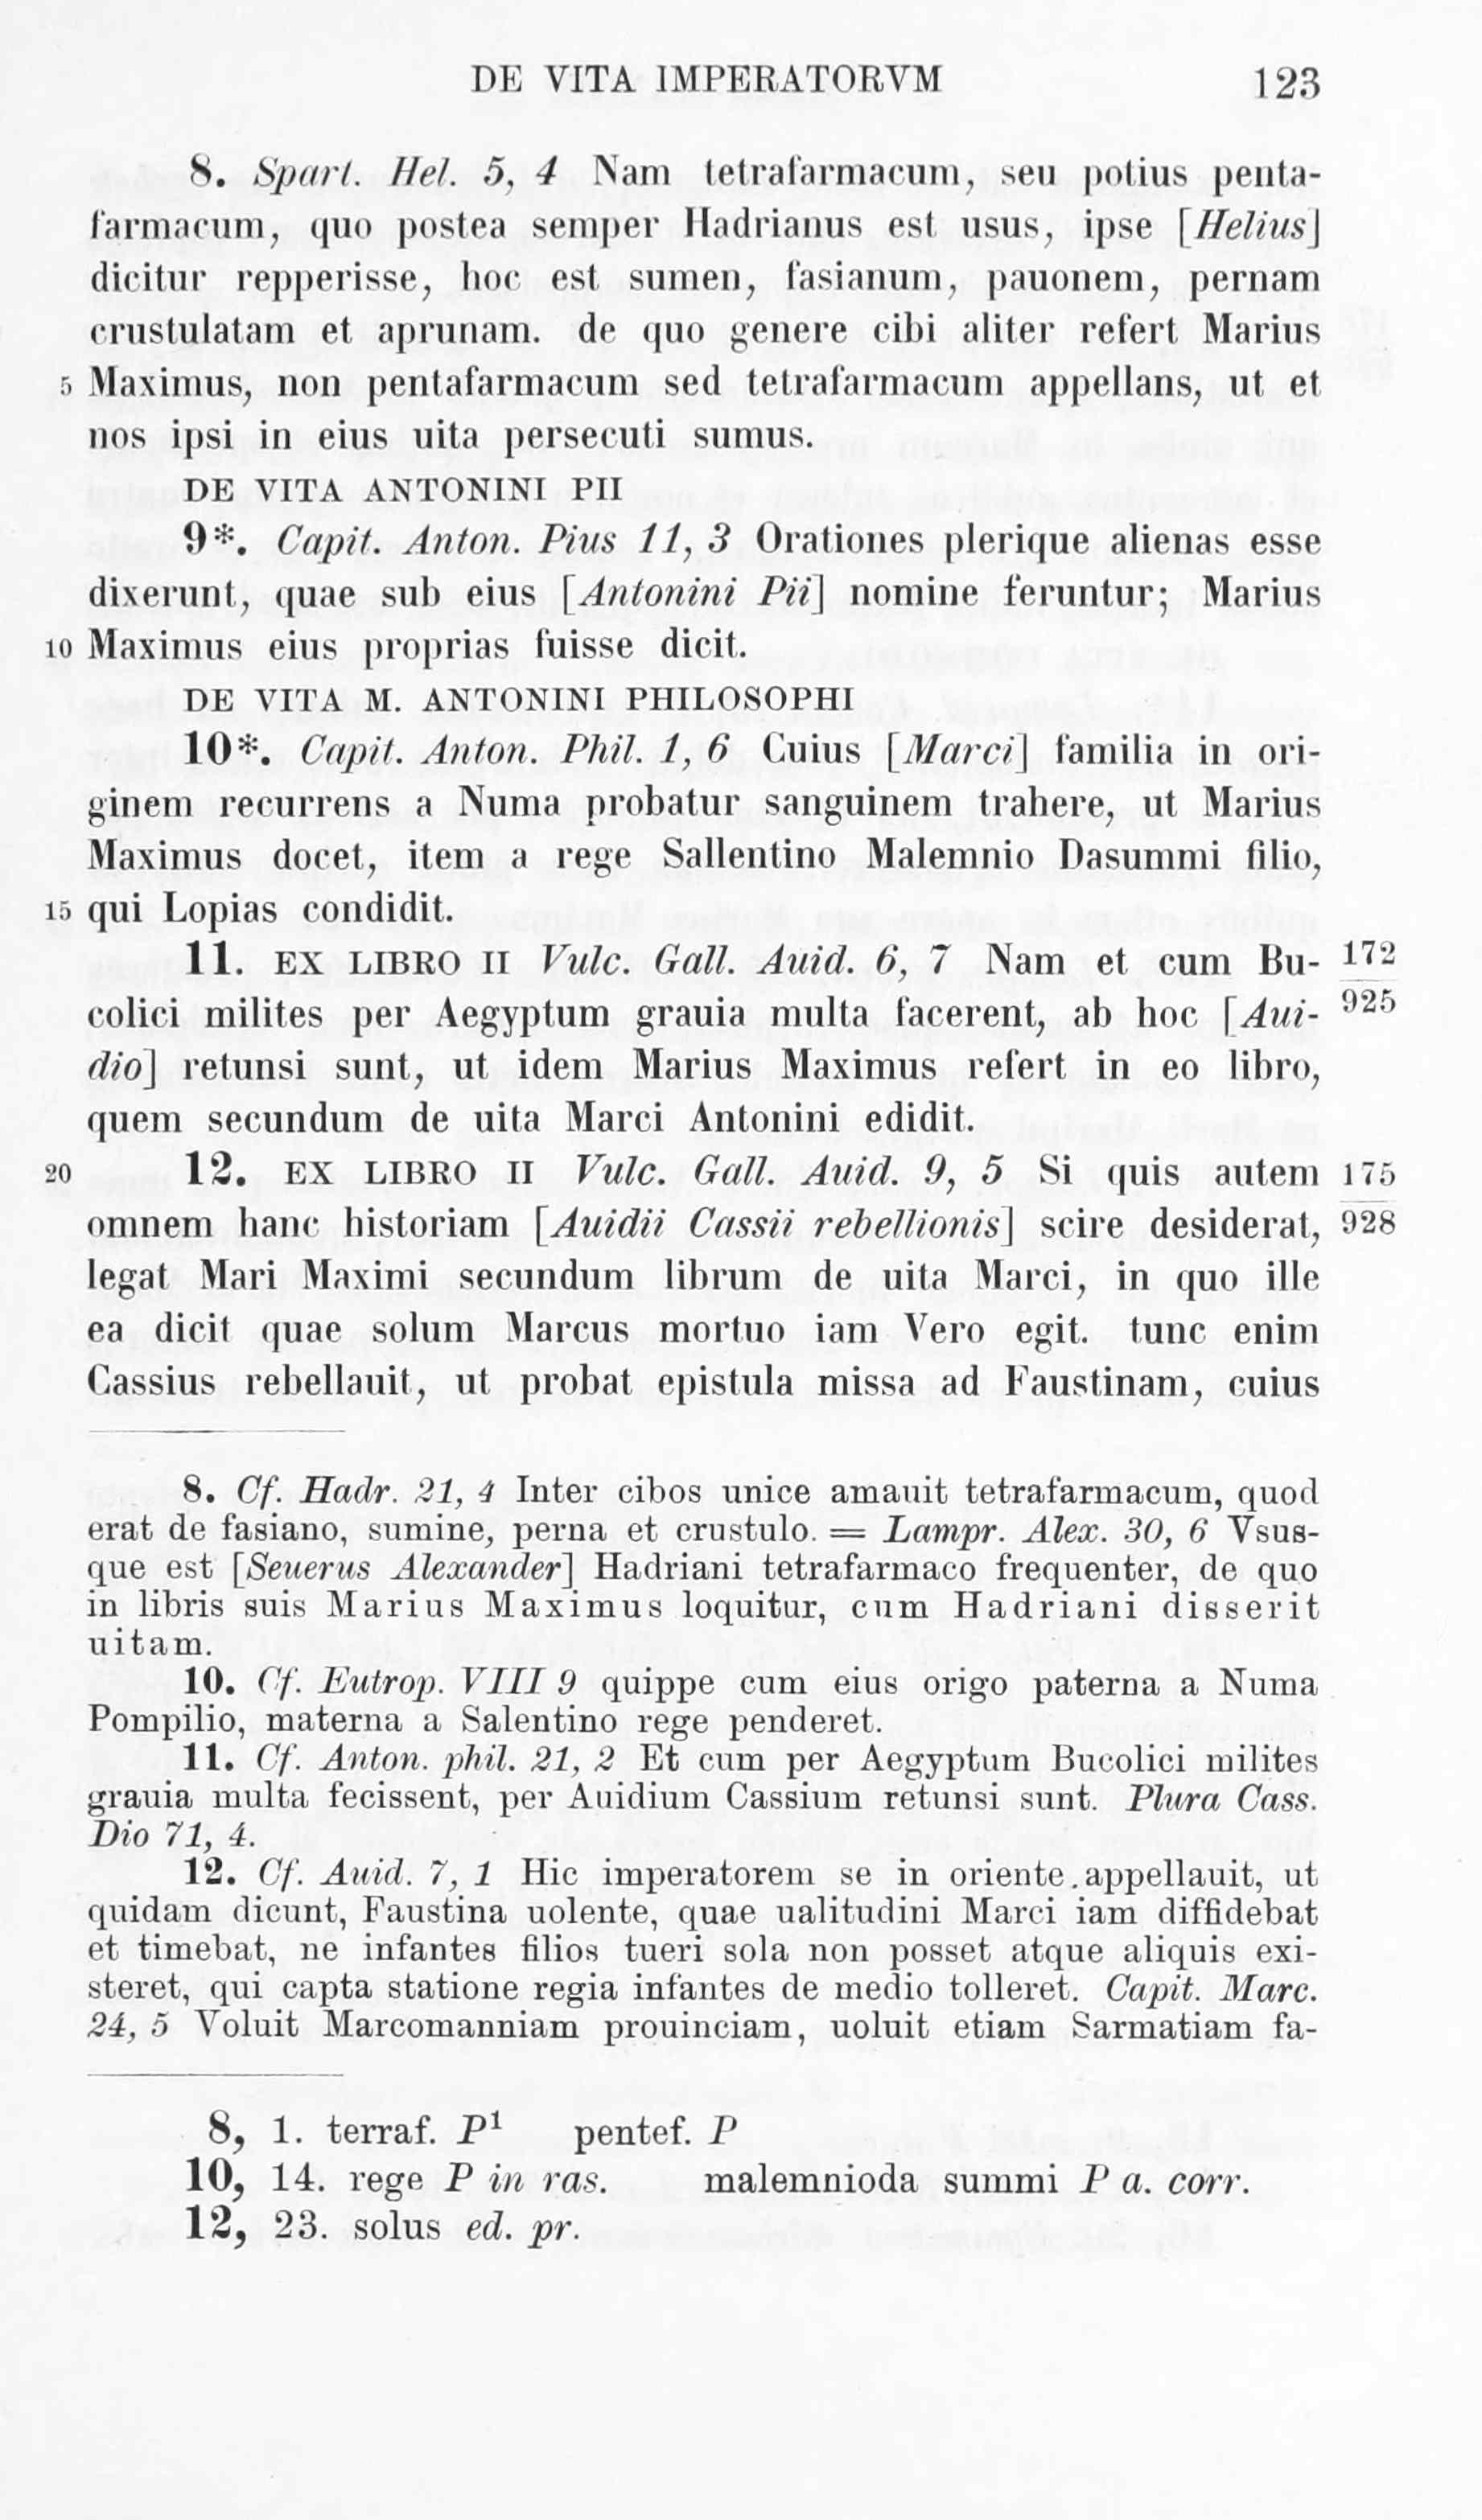 DE VITA IMPERATORVM 123
8. Spart. Hel. 5, 4 Nam tetrafarmacum, seu potius penta-
farmacum, quo postea semper Hadrianus est usus, ipse [Helius]
dicitur repperisse, hoc est sumen, fasianum, pauonem, pernam
crustulatam et aprunam. de quo genere cibi aliter refert Marius
5 Maximus, non pentafarmacum sed tetrafarmacum appellans, ut et
nos ipsi in eius uita persecuti sumus.
DE VITA ANTONINI PII
9*. Capit. Anton. Pius 11, 3 Orationes plerique alienas esse
dixerunt, quae sub eius [Antonini Pii] nomine feruntur; Marius
10 Maximus eius proprias fuisse dicit.
DE VITA M. ANTONINI PHILOSOPHI
10*. Capit. Anton. Phil. 1, 6 Cuius [Marci] familia in ori-
ginem recurrens a Numa probatur sanguinem trahere, ut Marius
Maximus docet, item a rege Sallentino Malemnio Dasummi filio,
15 qui Lopias condidit.
11. EX LIBRO II Vulc. Gall. Auid. 6, 7 Nam et cum Bu- 172
colici milites per Aegyptum grauia multa facerent, ab hoc [Aui- 925
dio] retunsi sunt, ut idem Marius Maximus refert in eo libro,
quem secundum de uita Marci Antonini edidit.
20 12. EX LIBRO II Vulc. Gall. Auid. 9, 5 Si quis autem 175
omnem hanc historiam [Auidii Cassii rebellionis] scire desiderat, 928
legat Mari Maximi secundum librum de uita Marci, in quo ille
ea dicit quae solum Marcus mortuo iam Vero egit. tunc enim
Cassius rebellauit, ut probat epistula missa ad Faustinam, cuius
8. Cf. Hadr. 21, 4 Inter cibos unice amauit tetrafarmacum, quod
erat de fasiano, sumine, perna et crustulo. = Lampr. Alex. 30, 6 Vsus-
que est [Seuerus Alexander] Hadriani tetrafarmaco frequenter, de quo
in libris suis Marius Maximus loquitur, cum Hadriani disserit
uitam.
10. Cf. Eutrop. VIII 9 quippe cum eius origo paterna a Numa
Pompilio, materna a Salentino rege penderet.
11. Cf. Anton. phil. 21, 2 Et cum per Aegyptum Bucolici milites
grauia multa fecissent, per Auidium Cassium retunsi sunt. Plura Cass.
Dio 71, 4.
12. Cf. Auid. 7, 1 Hic imperatorem se in oriente appellauit, ut
quidam dicunt, Faustina uolente, quae ualitudini Marci iam diffidebat
et timebat, ne infantes filios tueri sola non posset atque aliquis exi-
steret, qui capta statione regia infantes de medio tolleret. Capit. Marc.
24, 5 Voluit Marcomanniam prouinciam, uoluit etiam Sarmatiam fa-
8, 1. terraf. P¹ pentef. P
10, 14. rege P in ras. malemnioda summi P a. corr.
12, 23. solus ed. pr.